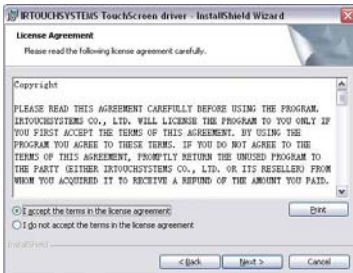 IRTOUCHSYSTEMS TouchScreen driver - InstallShield Wizard
License Agreement
Please read the following license agreement carefully.
Copyright
PLEASE READ THIS AGREEMENT CAREFULLY BEFORE USING THE PROGRAM.
IRTOUCHSYSTEMS CO., LTD. WILL LICENSE THE PROGRAM TO YOU ONLY IF
YOU FIRST ACCEPT THE TERMS OF THIS AGREEMENT. BY USING THE
PROGRAM YOU AGREE TO THESE TERMS. IF YOU DO NOT AGREE TO THE
TERMS OF THIS AGREEMENT, PROMPTLY RETURN THE UNUSED PROGRAM TO
THE PARTY (EITHER IRTOUCHSYSTEMS CO., LTD. OR ITS RESELLER) FROM
WHOM YOU ACQUIRED IT TO RECEIVE A REFUND OF THE AMOUNT YOU PAID.
I accept the terms in the license agreement
Print
I do not accept the terms in the license agreement
InstallShield
< Back
Next >
Cancel